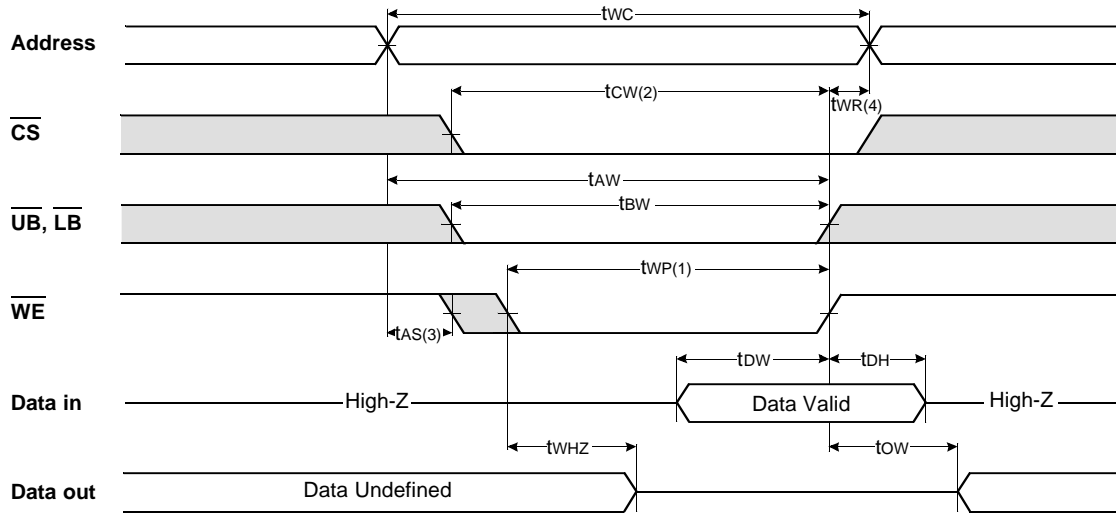 tWC
Address
tCW(2)
tWR(4)
CS
tAW
tBW
UB, LB
tWP(1)
WE
tAS(3)
tDW
tDH
Data in
High-Z
Data Valid
High-Z
tWHZ
tOW
Data out
Data Undefined